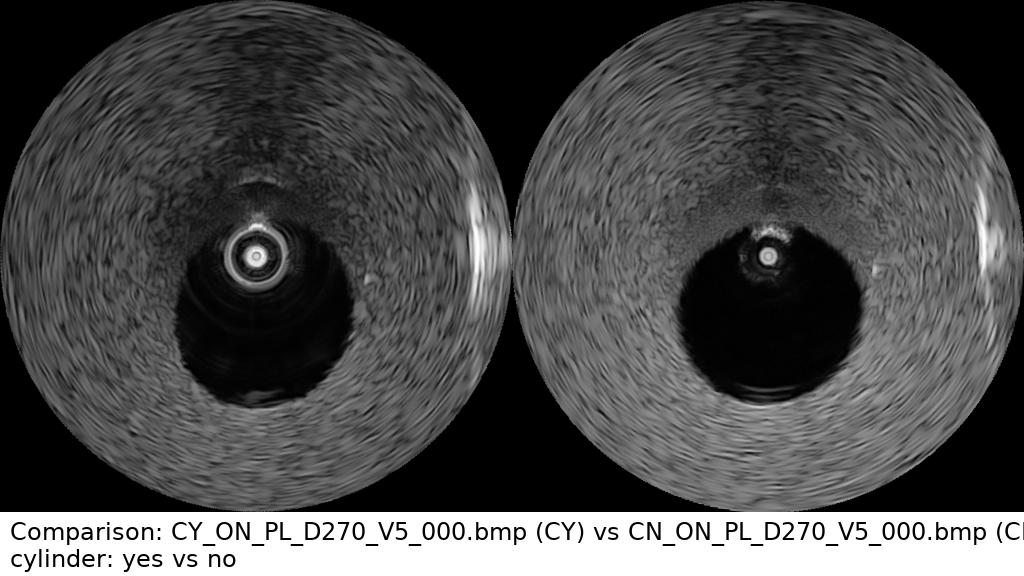 Comparison: CY_ON_PL_D270_V5_000.bmp (CY) vs CN_ON_PL_D270_V5_000.bmp
cylinder: yes vs no